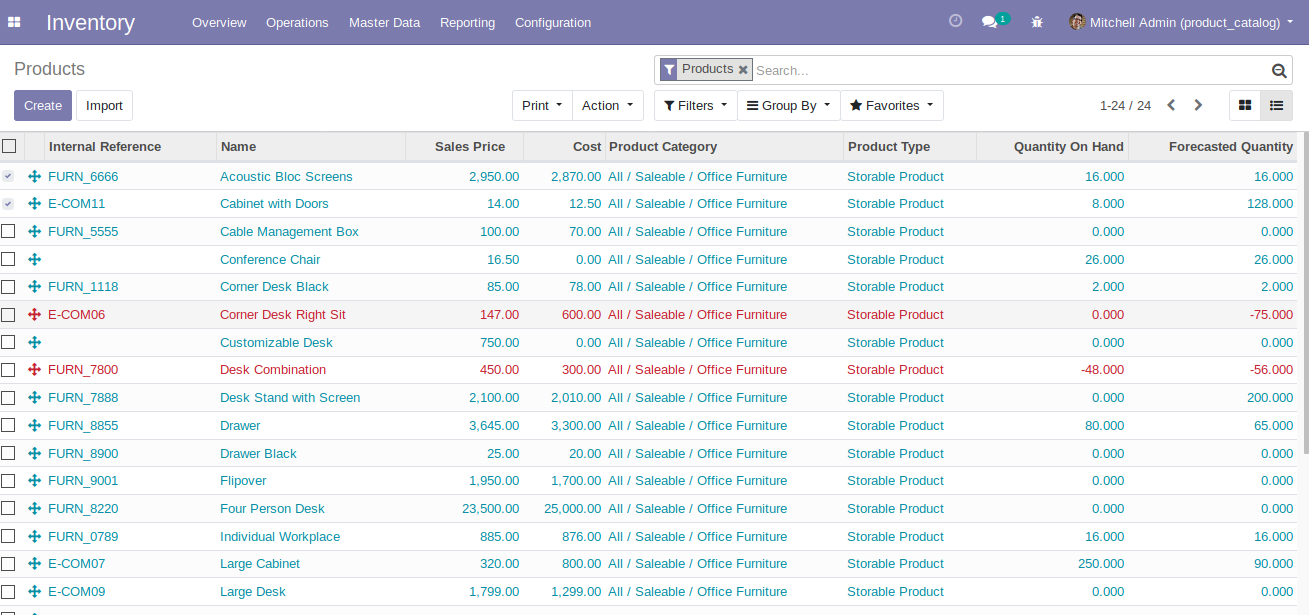 Inventory Overview Operations Master Data Reporting Configuration 1 Mitchell Admin (product_catalog)
Products Products Search...
Create Import Print Action Filters Group By Favorites 1-24 / 24
Internal Reference Name Sales Price Cost Product Category Product Type Quantity On Hand Forecasted Quantity
FURN_6666 Acoustic Bloc Screens 2,950.00 2,870.00 All / Saleable / Office Furniture Storable Product 16.000 16.000
E-COM11 Cabinet with Doors 14.00 12.50 All / Saleable / Office Furniture Storable Product 8.000 128.000
FURN_5555 Cable Management Box 100.00 70.00 All / Saleable / Office Furniture Storable Product 0.000 0.000
Conference Chair 16.50 0.00 All / Saleable / Office Furniture Storable Product 26.000 26.000
FURN_1118 Corner Desk Black 85.00 78.00 All / Saleable / Office Furniture Storable Product 2.000 2.000
E-COM06 Corner Desk Right Sit 147.00 600.00 All / Saleable / Office Furniture Storable Product 0.000 -75.000
Customizable Desk 750.00 0.00 All / Saleable / Office Furniture Storable Product 0.000 0.000
FURN_7800 Desk Combination 450.00 300.00 All / Saleable / Office Furniture Storable Product -48.000 -56.000
FURN_7888 Desk Stand with Screen 2,100.00 2,010.00 All / Saleable / Office Furniture Storable Product 0.000 200.000
FURN_8855 Drawer 3,645.00 3,300.00 All / Saleable / Office Furniture Storable Product 80.000 65.000
FURN_8900 Drawer Black 25.00 20.00 All / Saleable / Office Furniture Storable Product 0.000 0.000
FURN_9001 Flipover 1,950.00 1,700.00 All / Saleable / Office Furniture Storable Product 0.000 0.000
FURN_8220 Four Person Desk 23,500.00 25,000.00 All / Saleable / Office Furniture Storable Product 0.000 0.000
FURN_0789 Individual Workplace 885.00 876.00 All / Saleable / Office Furniture Storable Product 16.000 16.000
E-COM07 Large Cabinet 320.00 800.00 All / Saleable / Office Furniture Storable Product 250.000 90.000
E-COM09 Large Desk 1,799.00 1,299.00 All / Saleable / Office Furniture Storable Product 0.000 0.000